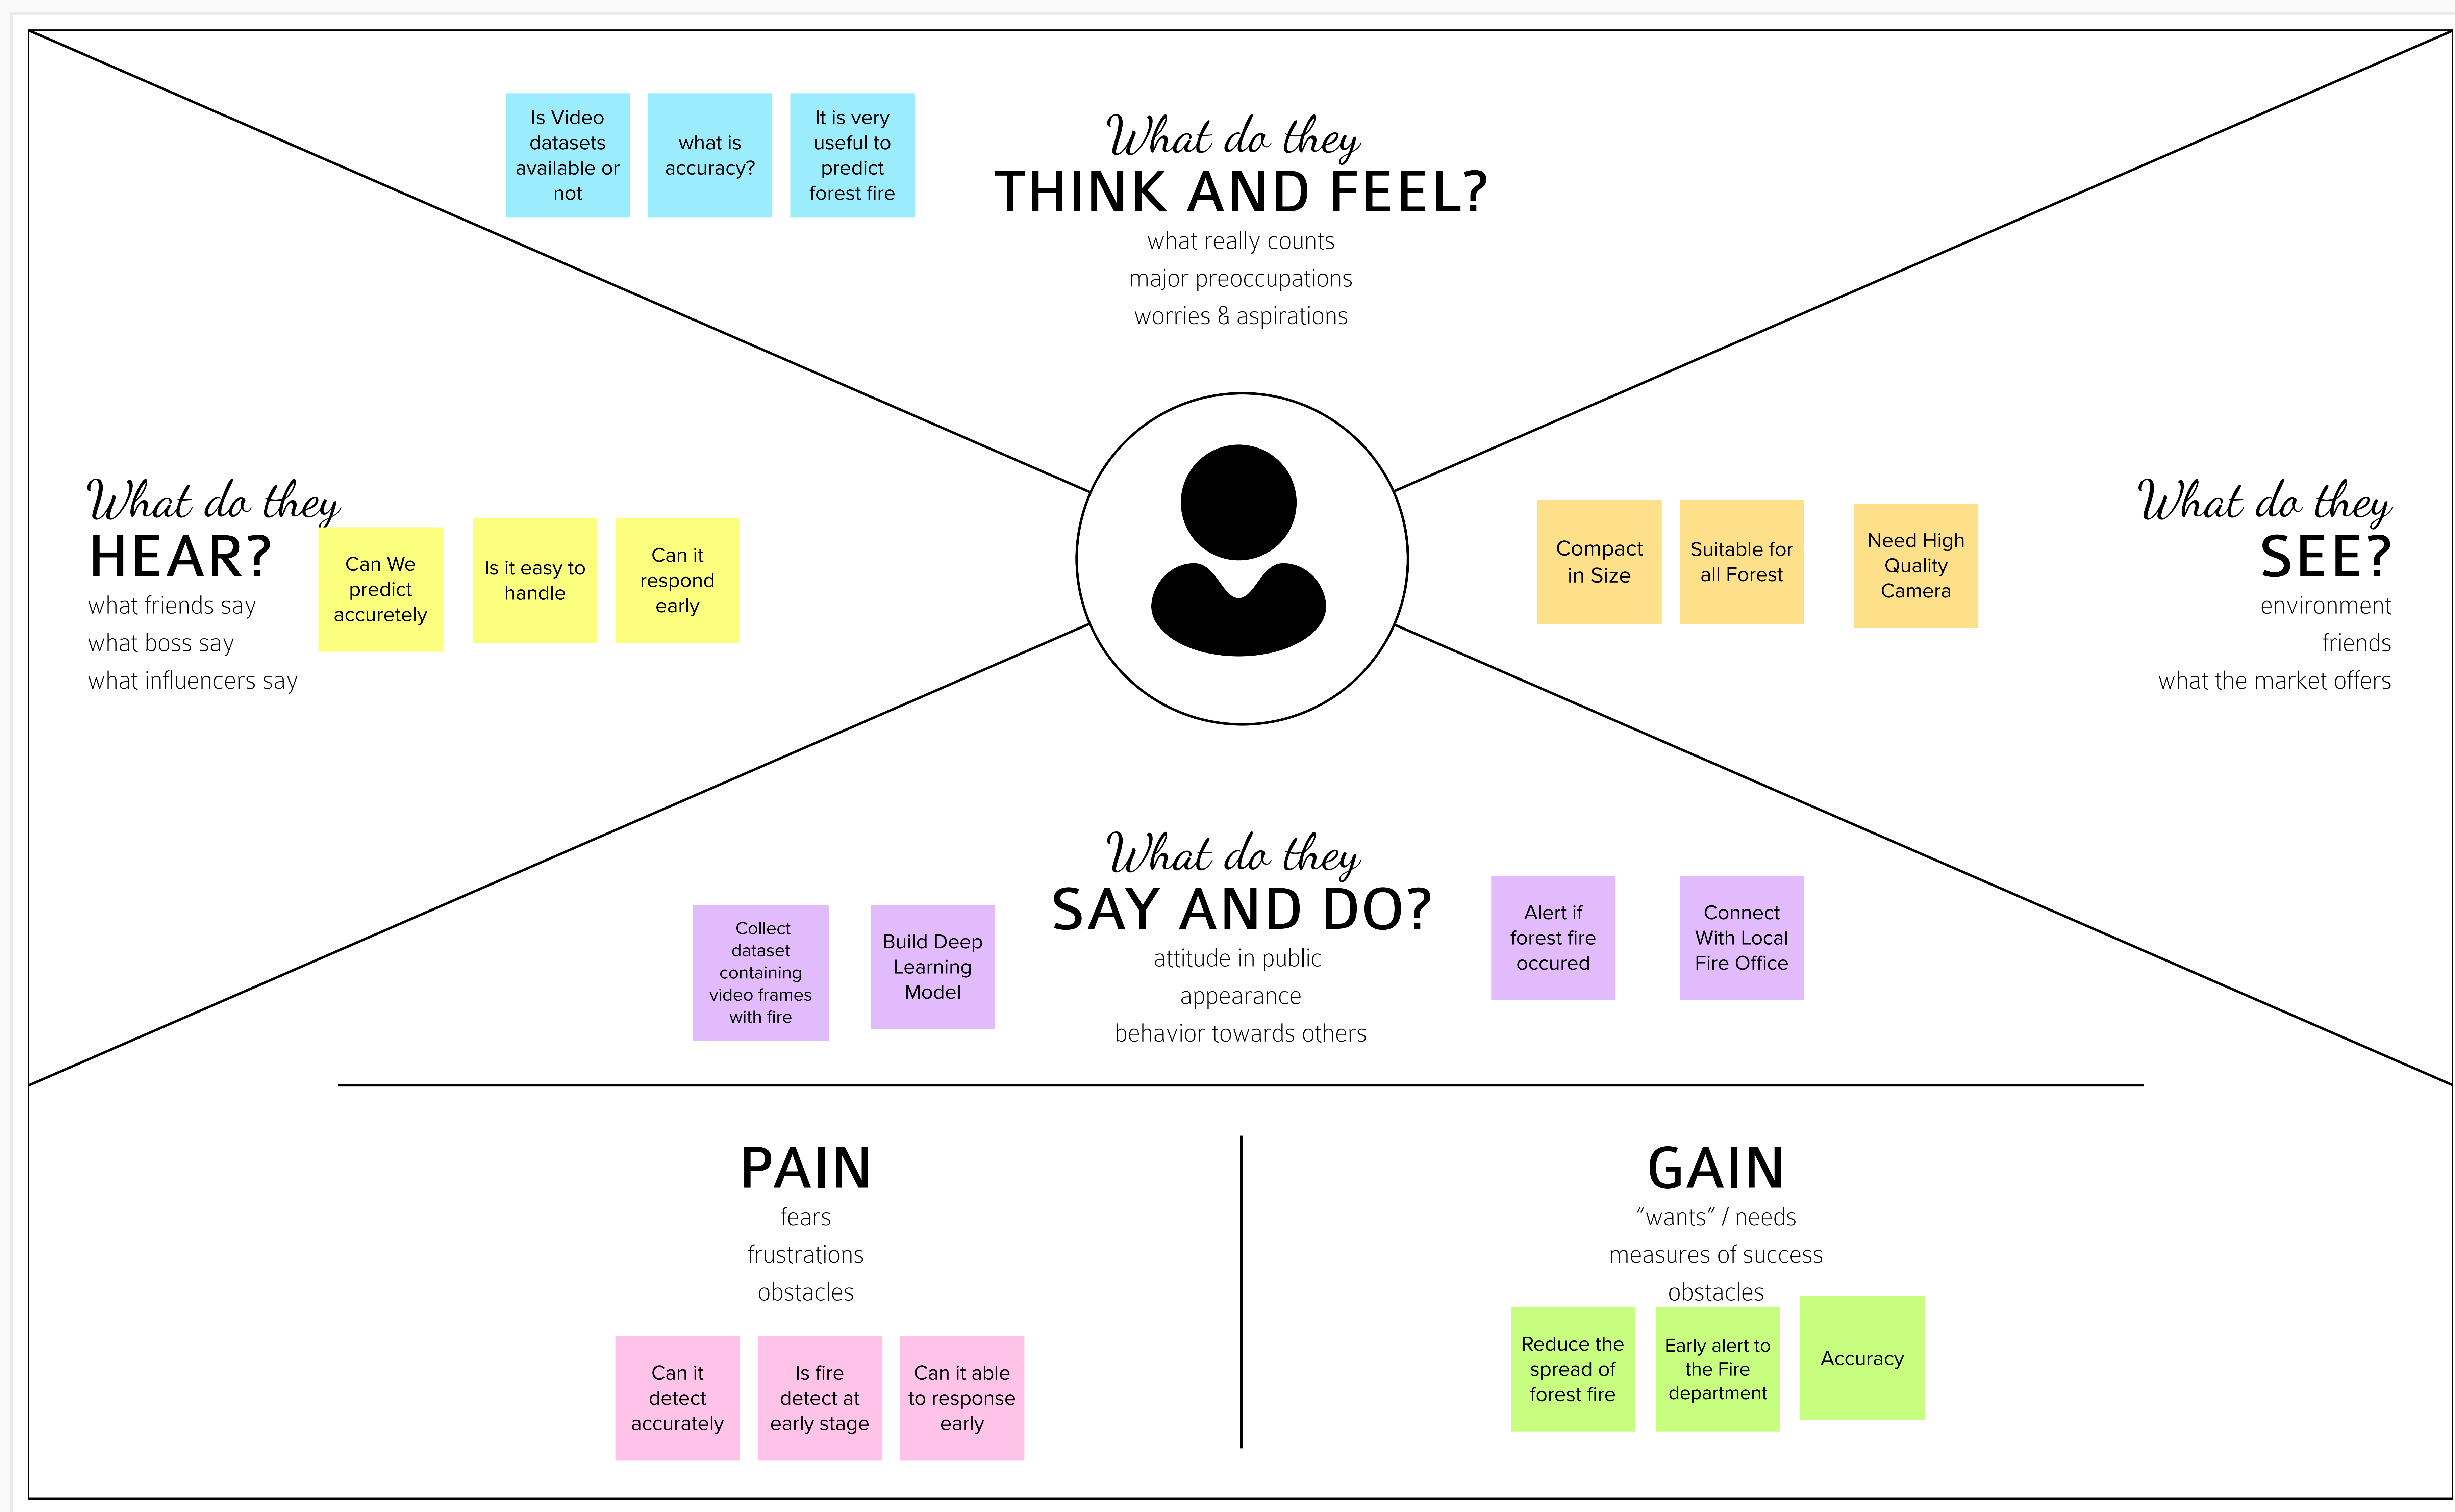 Is Video
datasets
available or
not
what is
accuracy?
It is very
useful to
predict
forest fire
What do they
THINK AND FEEL?
what really counts
major preoccupations
worries & aspirations
What do they
HEAR?
what friends say
what boss say
what influencers say
Can We
predict
accuretely
Is it easy to
handle
Can it
respond
early
Compact
in Size
Suitable for
all Forest
Need High
Quality
Camera
What do they
SEE?
environment
friends
what the market offers
Collect
dataset
containing
video frames
with fire
Build Deep
Learning
Model
What do they
SAY AND DO?
attitude in public
appearance
behavior towards others
Alert if
forest fire
occured
Connect
With Local
Fire Office
PAIN
fears
frustrations
obstacles
Can it
detect
accurately
Is fire
detect at
early stage
Can it able
to response
early
GAIN
“wants” / needs
measures of success
obstacles
Reduce the
spread of
forest fire
Early alert to
the Fire
department
Accuracy